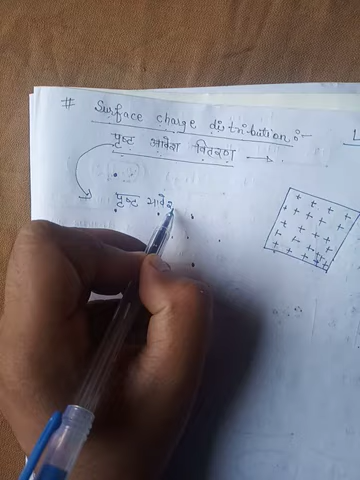 # Surface charge distribution :-
पृष्ट आवेश वितरण →
पृष्ट आवेश